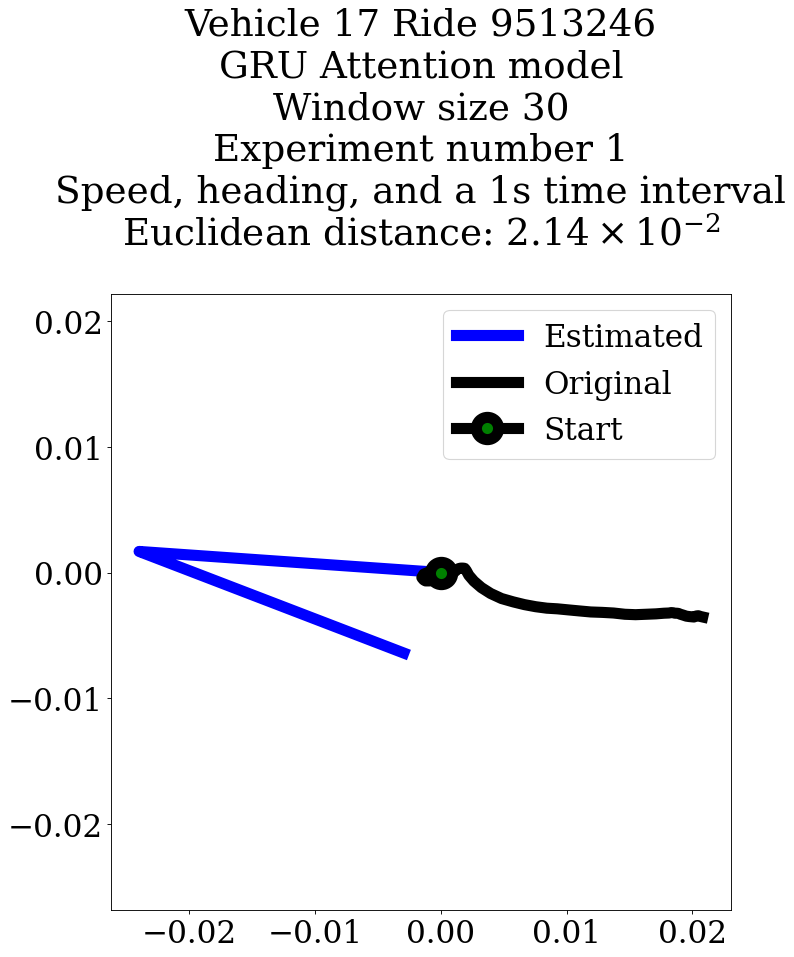 Vehicle 17 Ride 9513246
GRU Attention model
Window size 30
Experiment number 1
Speed, heading, and a 1s time interval
Euclidean distance: 2.14 × 10⁻²
Estimated
Original
Start
0.02
0.01
0.00
−0.01
−0.02
−0.02 −0.01 0.00 0.01 0.02